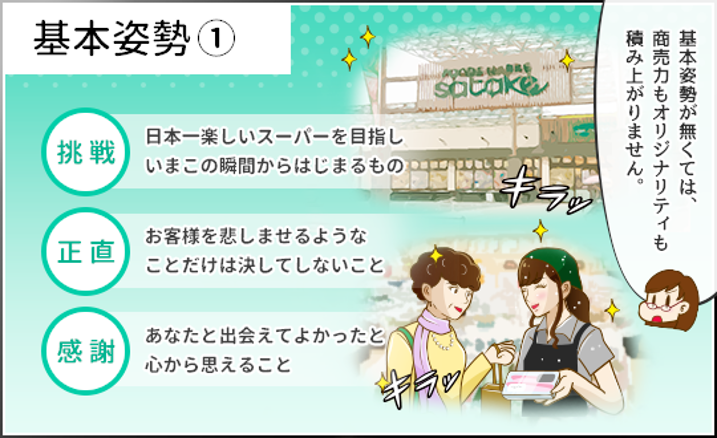 基本姿勢①
挑戦
日本一楽しいスーパーを目指し
いまこの瞬間からはじまるもの
正直
お客様を悲しませるような
ことだけは決してしないこと
感謝
あなたと出会えてよかったと
心から思えること
FOODS MARKET
satake
キラッ
キラッ
基本姿勢が無くては、
商売力もオリジナリティも
積み上がりません。